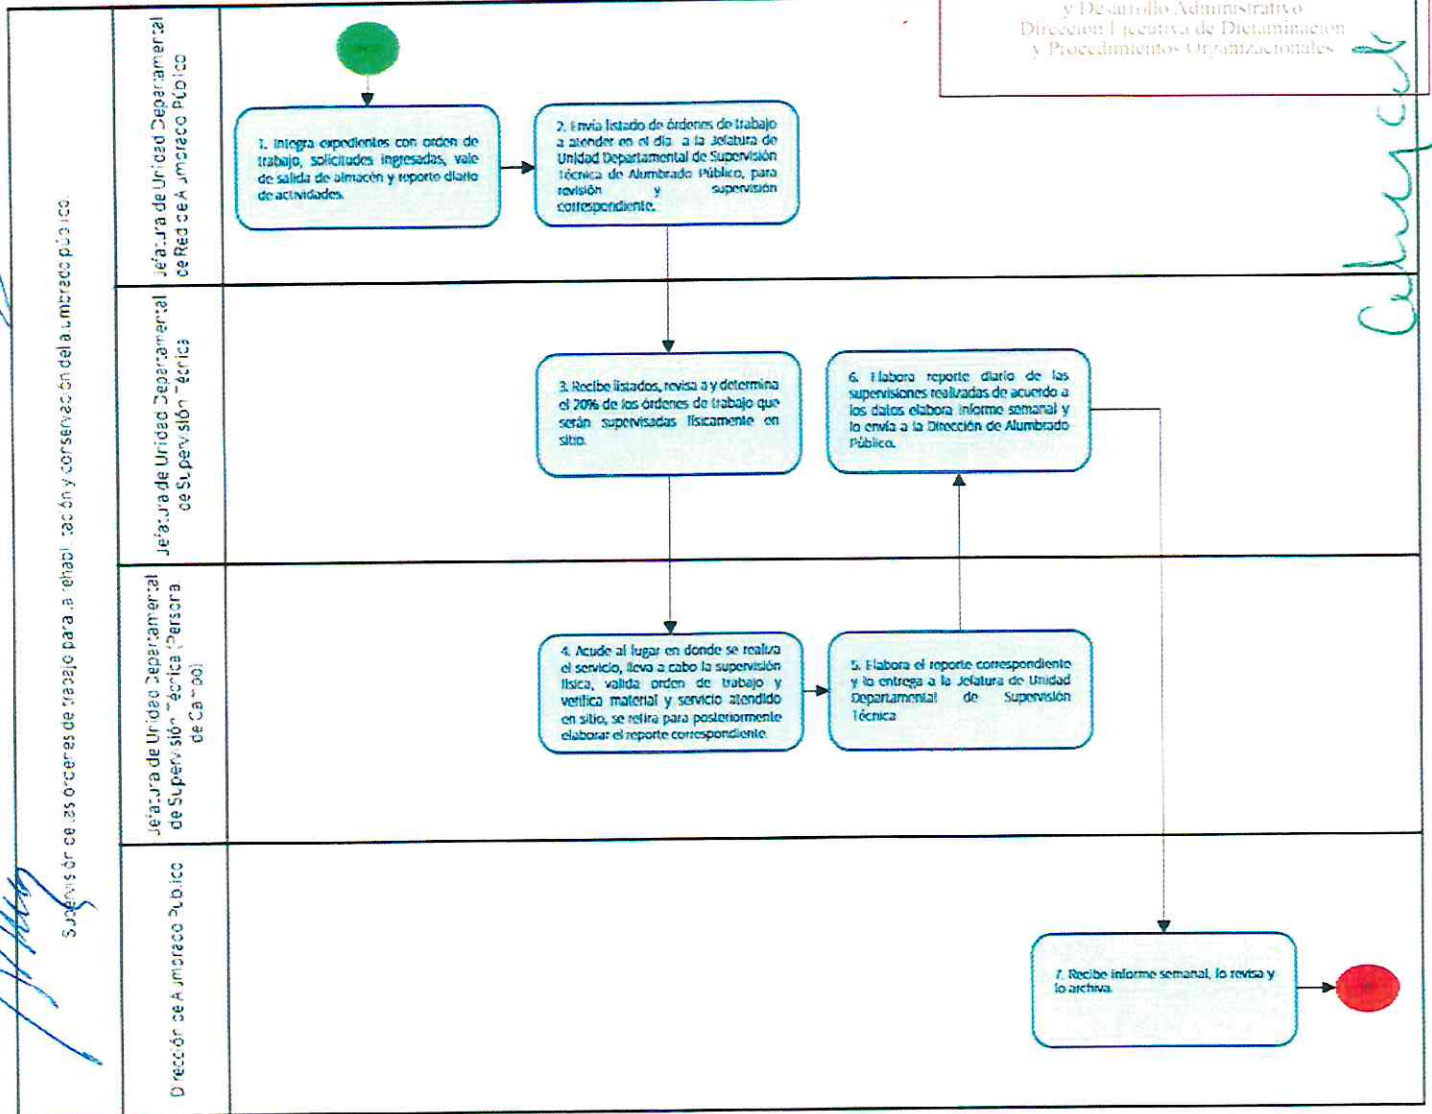 y Desarrollo Administrativo
Dirección Ejecutiva de Dictaminación
y Procedimientos Organizacionales
Supervisión de las órdenes de trabajo para la rehabilitación y conservación del alumbrado público.
Jefatura de Unidad Departamental
de Red de Alumbrado Público
1. Integra expedientes con orden de
trabajo, solicitudes ingresadas, vale
de salida de almacén y reporte diario
de actividades.
2. Envía listado de órdenes de trabajo
a atender en el día a la Jefatura de
Unidad Departamental de Supervisión
Técnica de Alumbrado Público, para
revisión y supervisión
correspondiente.
Jefatura de Unidad Departamental
de Supervisión Técnica
3. Recibe listados, revisa a y determina
el 20% de los órdenes de trabajo que
serán supervisadas físicamente en
sitio.
6. Elabora reporte diario de las
supervisiones realizadas de acuerdo a
los datos elabora informe semanal y
lo envía a la Dirección de Alumbrado
Público.
Jefatura de Unidad Departamental
de Supervisión Técnica (Persona
de Campo)
4. Acude al lugar en donde se realiza
el servicio, lleva a cabo la supervisión
física, valida orden de trabajo y
verifica material y servicio atendido
en sitio, se retira para posteriormente
elaborar el reporte correspondiente.
5. Elabora el reporte correspondiente
y lo entrega a la Jefatura de Unidad
Departamental de Supervisión
Técnica
Dirección de Alumbrado Público
7. Recibe informe semanal, lo revisa y
lo archiva.